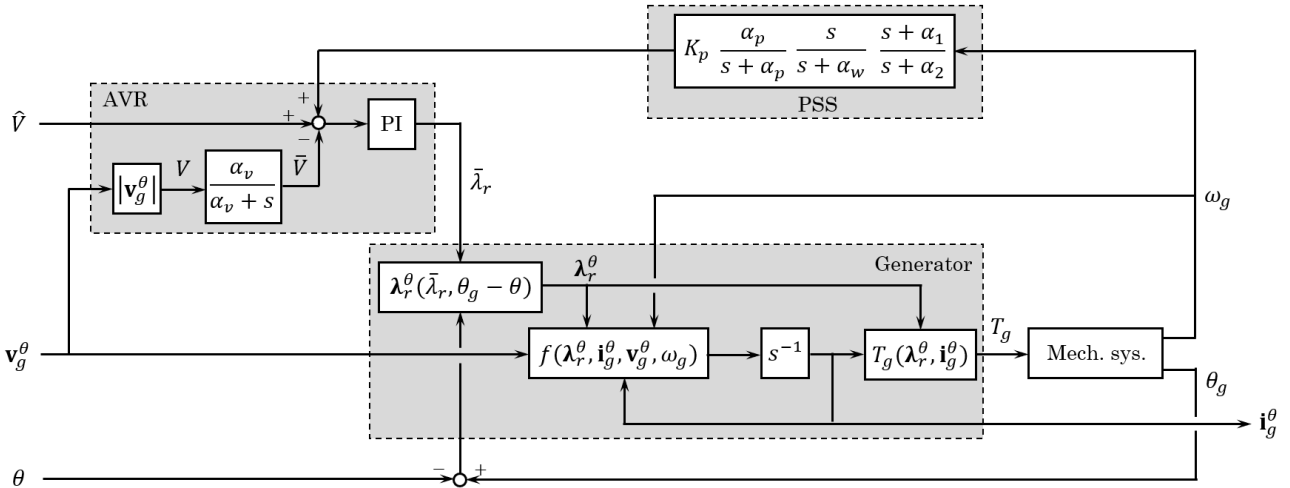 K_p α_p / (s + α_p) s / (s + α_w) (s + α_1) / (s + α_2)
PSS
AVR
V̂
+
+
−
PI
|𝐯_g^θ|
V
α_v / (α_v + s)
V̄
λ̄_r
ω_g
Generator
𝛌_r^θ(λ̄_r, θ_g − θ)
𝛌_r^θ
𝐯_g^θ
f(𝛌_r^θ, 𝐢_g^θ, 𝐯_g^θ, ω_g)
s^{−1}
T_g(𝛌_r^θ, 𝐢_g^θ)
T_g
Mech. sys.
θ_g
𝐢_g^θ
θ
−
+